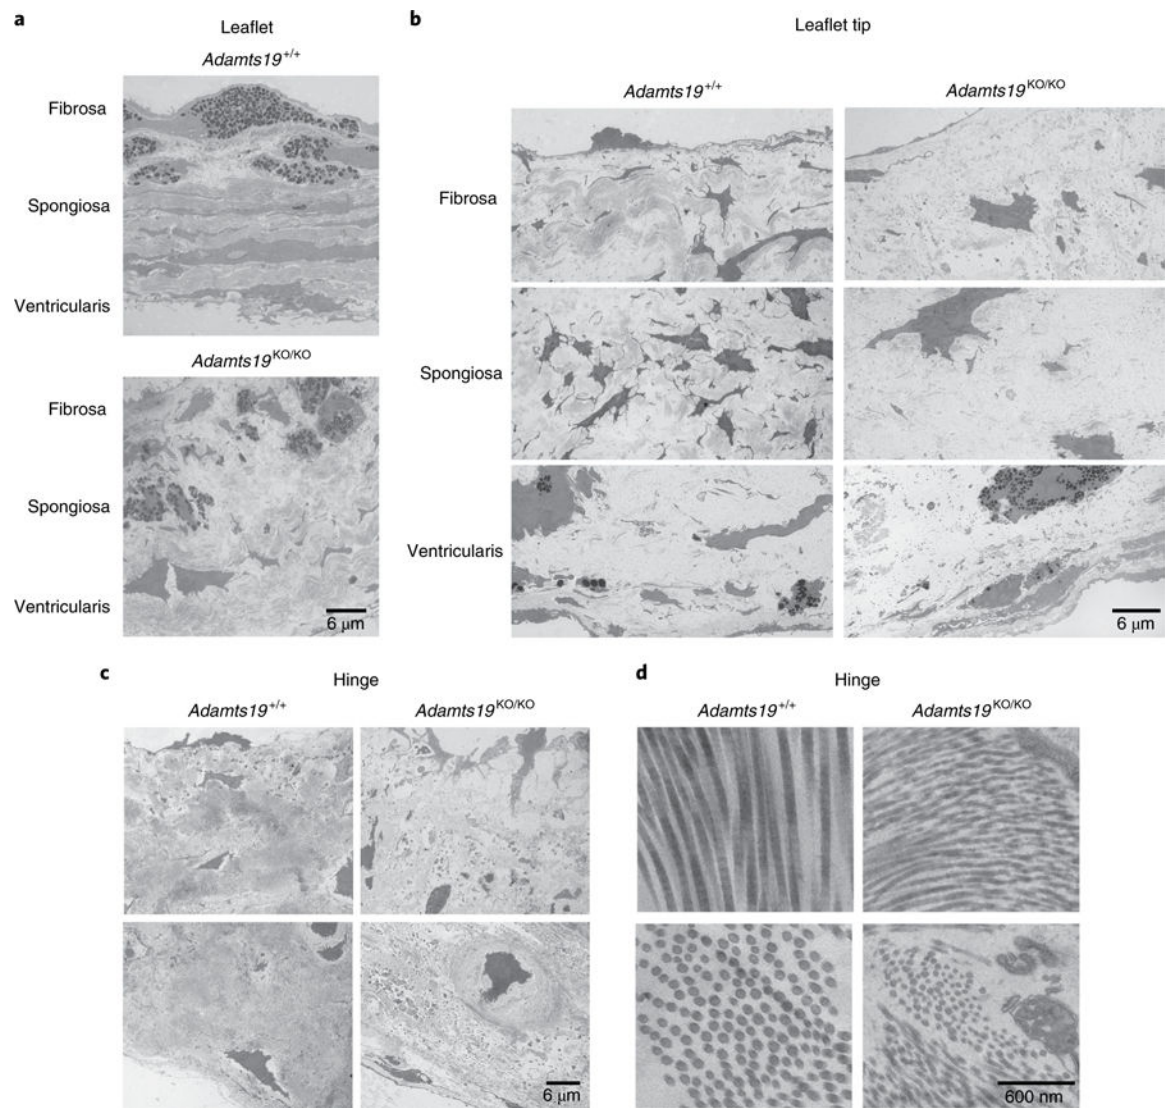 a
Leaflet
Adamts19+/+
Fibrosa
Spongiosa
Ventricularis
Adamts19KO/KO
Fibrosa
Spongiosa
Ventricularis
6 μm
b
Leaflet tip
Adamts19+/+
Adamts19KO/KO
Fibrosa
Spongiosa
Ventricularis
6 μm
c
Hinge
Adamts19+/+
Adamts19KO/KO
6 μm
d
Hinge
Adamts19+/+
Adamts19KO/KO
600 nm